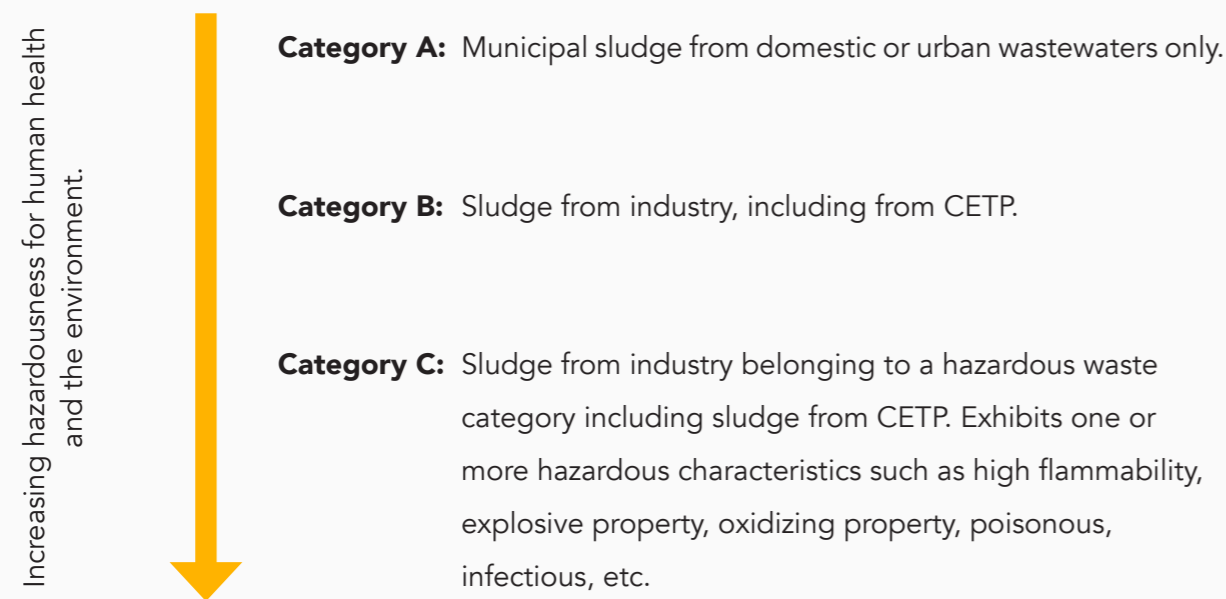 Increasing hazardousness for human health
and the environment.
Category A: Municipal sludge from domestic or urban wastewaters only.
Category B: Sludge from industry, including from CETP.
Category C: Sludge from industry belonging to a hazardous waste
category including sludge from CETP. Exhibits one or
more hazardous characteristics such as high flammability,
explosive property, oxidizing property, poisonous,
infectious, etc.